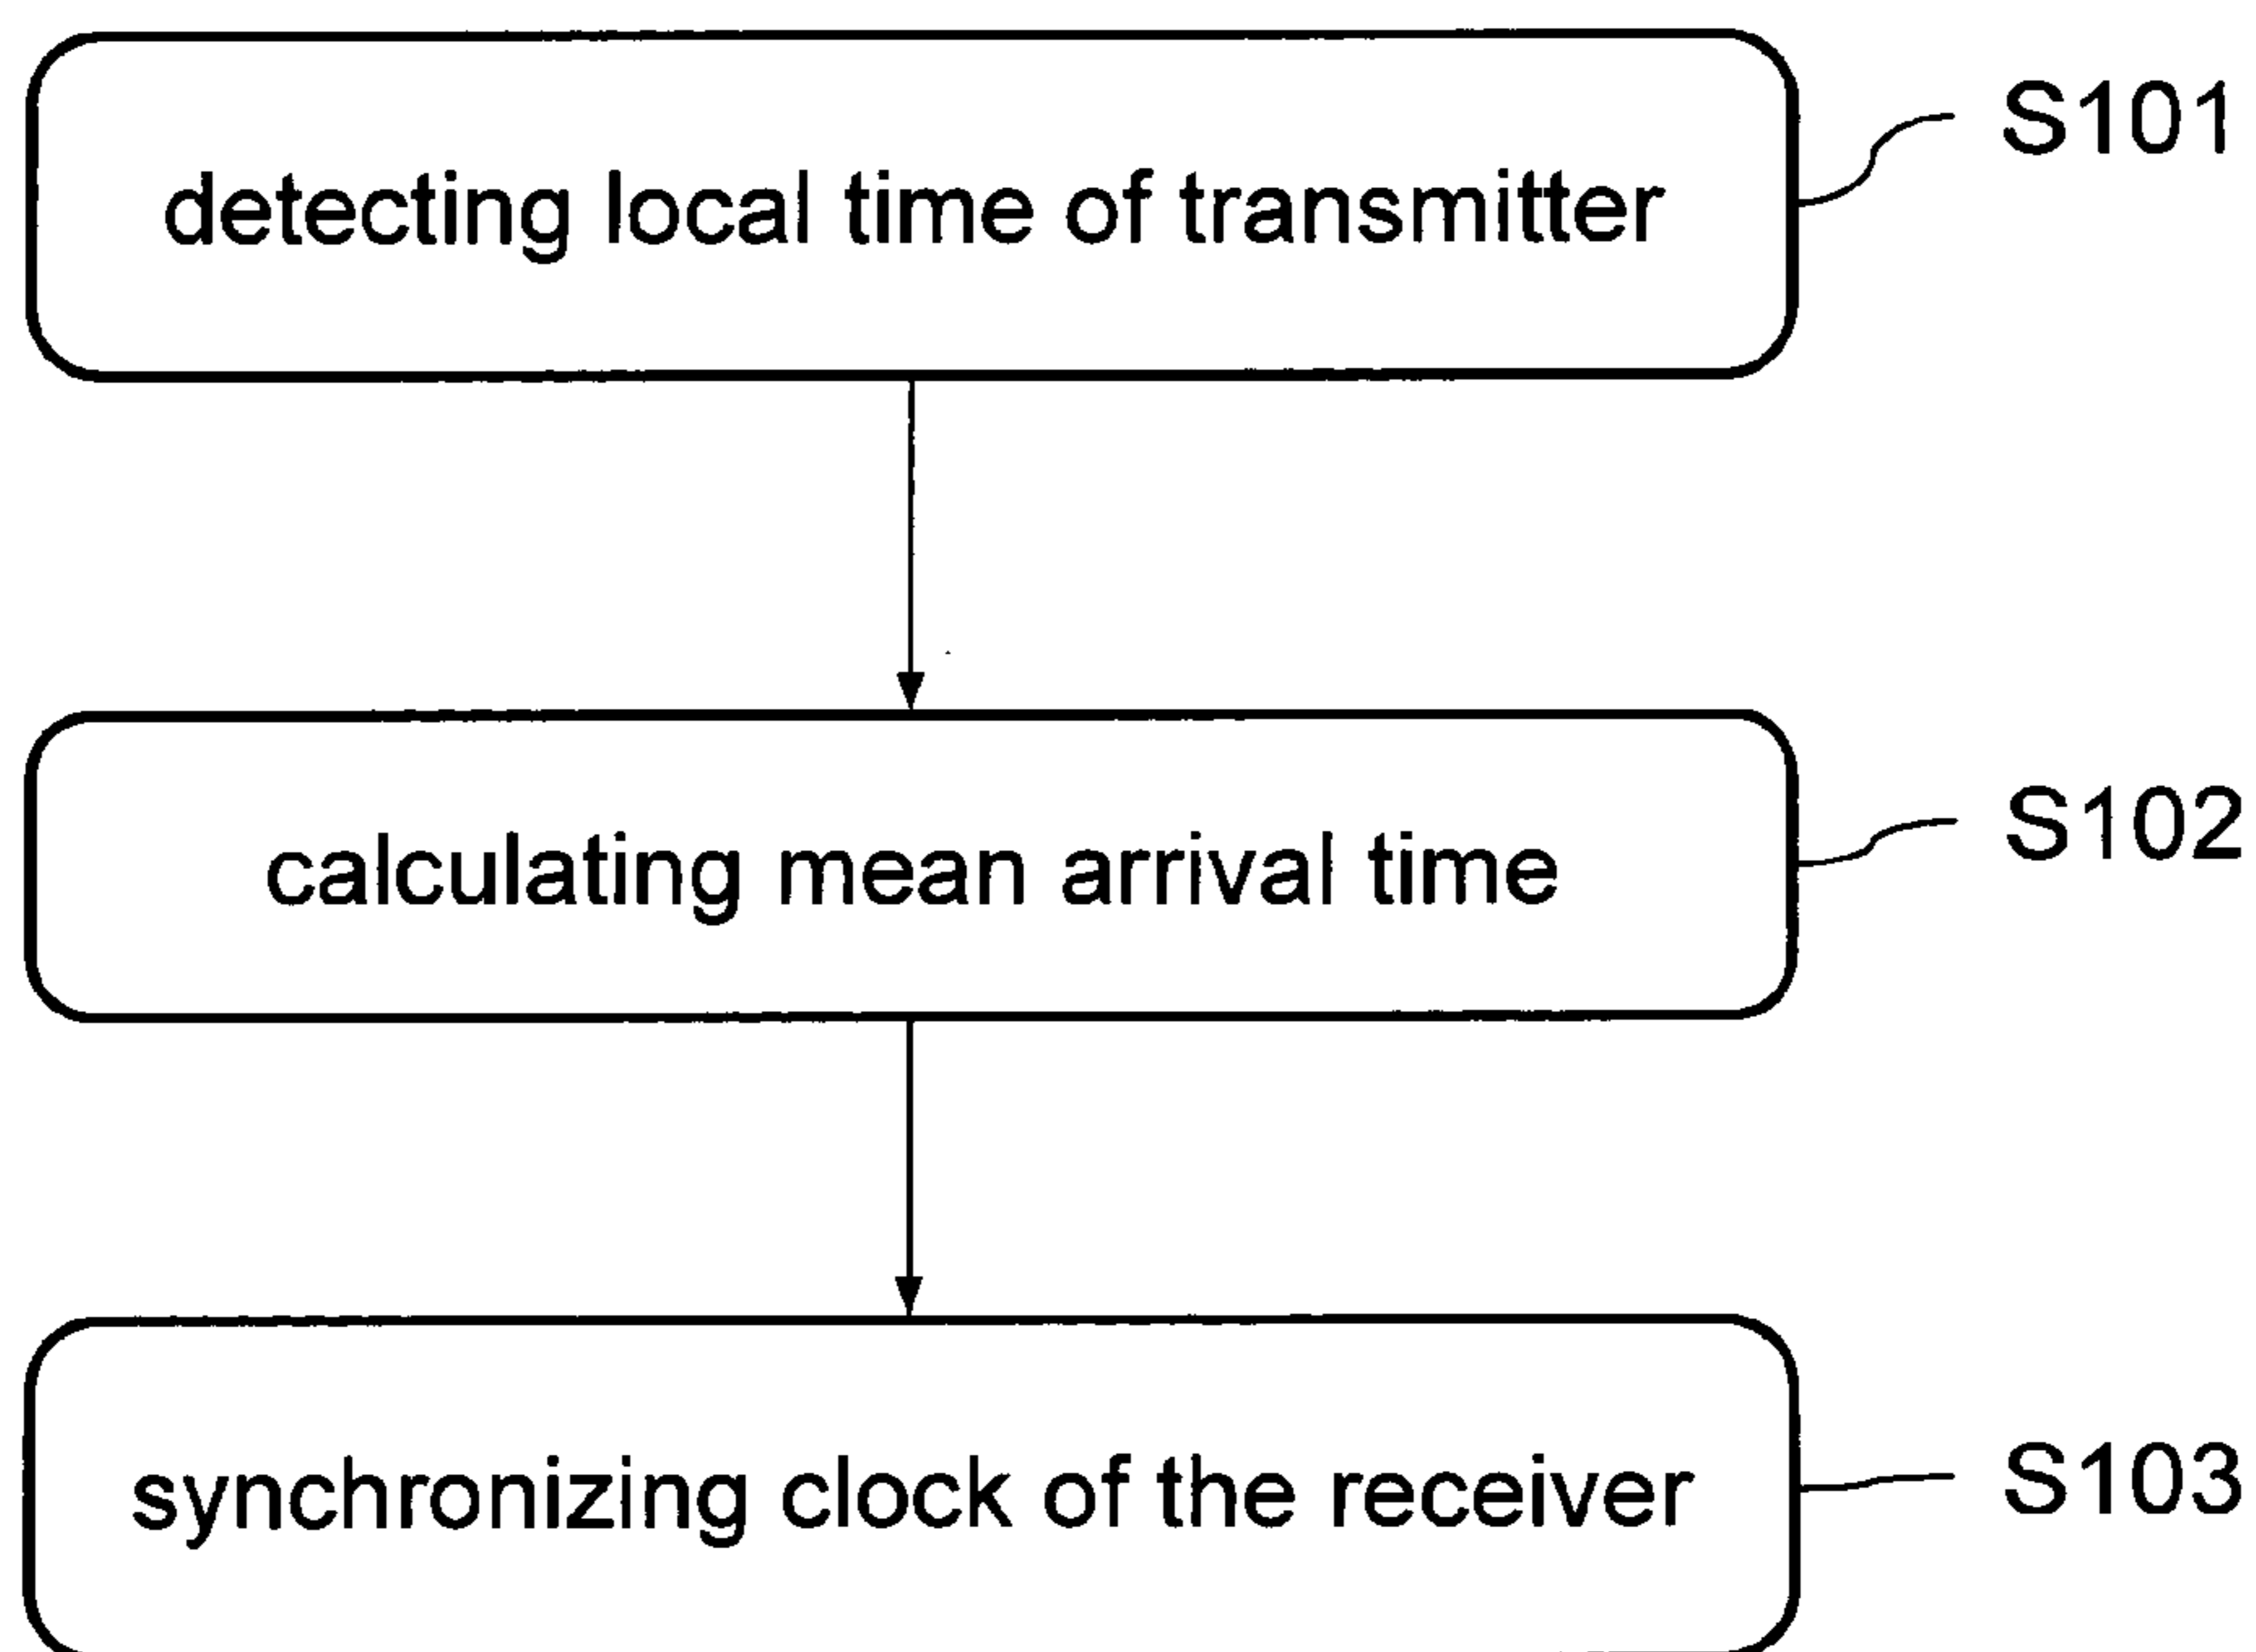 detecting local time of transmitter
S101
calculating mean arrival time
S102
synchronizing clock of the receiver
S103